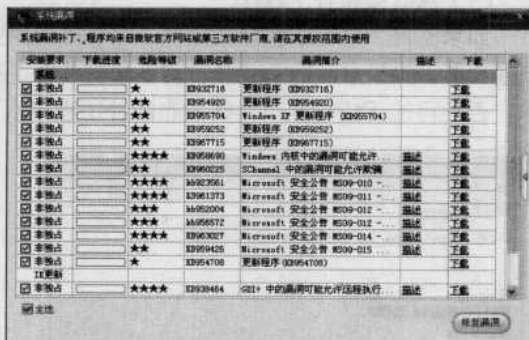 系统漏洞
系统漏洞补丁、程序均来自微软官方网站或第三方软件厂商,请在其授权范围内使用
安装要求 下载进度 危险等级 漏洞名称 漏洞简介 描述 下载
系统
非独占 ★ KB932716 更新程序 (KB932716) 下载
非独占 ★★ KB954920 更新程序 (KB954920) 下载
非独占 ★★ KB955704 Windows XP 更新程序 (KB955704) 下载
非独占 ★★ KB959252 更新程序 (KB959252) 下载
非独占 ★★ KB967715 更新程序 (KB967715) 下载
非独占 ★★★★ KB958690 Windows 内核中的漏洞可能允许... 描述 下载
非独占 ★★ KB960225 SChannel 中的漏洞可能允许欺骗 描述 下载
非独占 ★★★★ kb923561 Microsoft 安全公告 MS09-010 -... 描述 下载
非独占 ★★★★ KB961373 Microsoft 安全公告 MS09-011 -... 描述 下载
非独占 ★★★ kb952004 Microsoft 安全公告 MS09-012 -... 描述 下载
非独占 ★★★ kb956572 Microsoft 安全公告 MS09-012 -... 描述 下载
非独占 ★★★★ KB963027 Microsoft 安全公告 MS09-014 -... 描述 下载
非独占 ★★ KB959426 Microsoft 安全公告 MS09-015 ... 描述 下载
非独占 ★ KB954708 更新程序 (KB954708) 下载
IE更新
非独占 ★★★★ KB938464 GDI+ 中的漏洞可能允许远程执行... 描述 下载
全选
修复漏洞